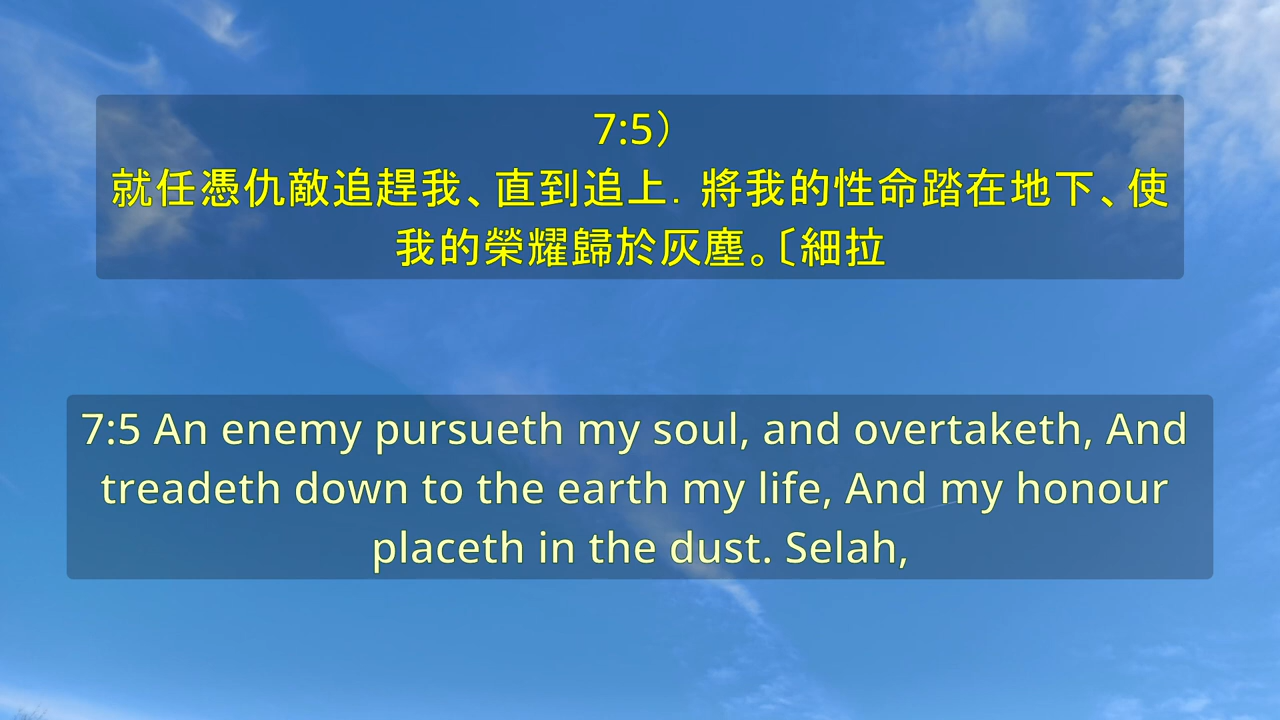 7:5）
就任憑仇敵追趕我、直到追上．將我的性命踏在地下、使
我的榮耀歸於灰塵。〔細拉
7:5 An enemy pursueth my soul, and overtaketh, And
treadeth down to the earth my life, And my honour
placeth in the dust. Selah,